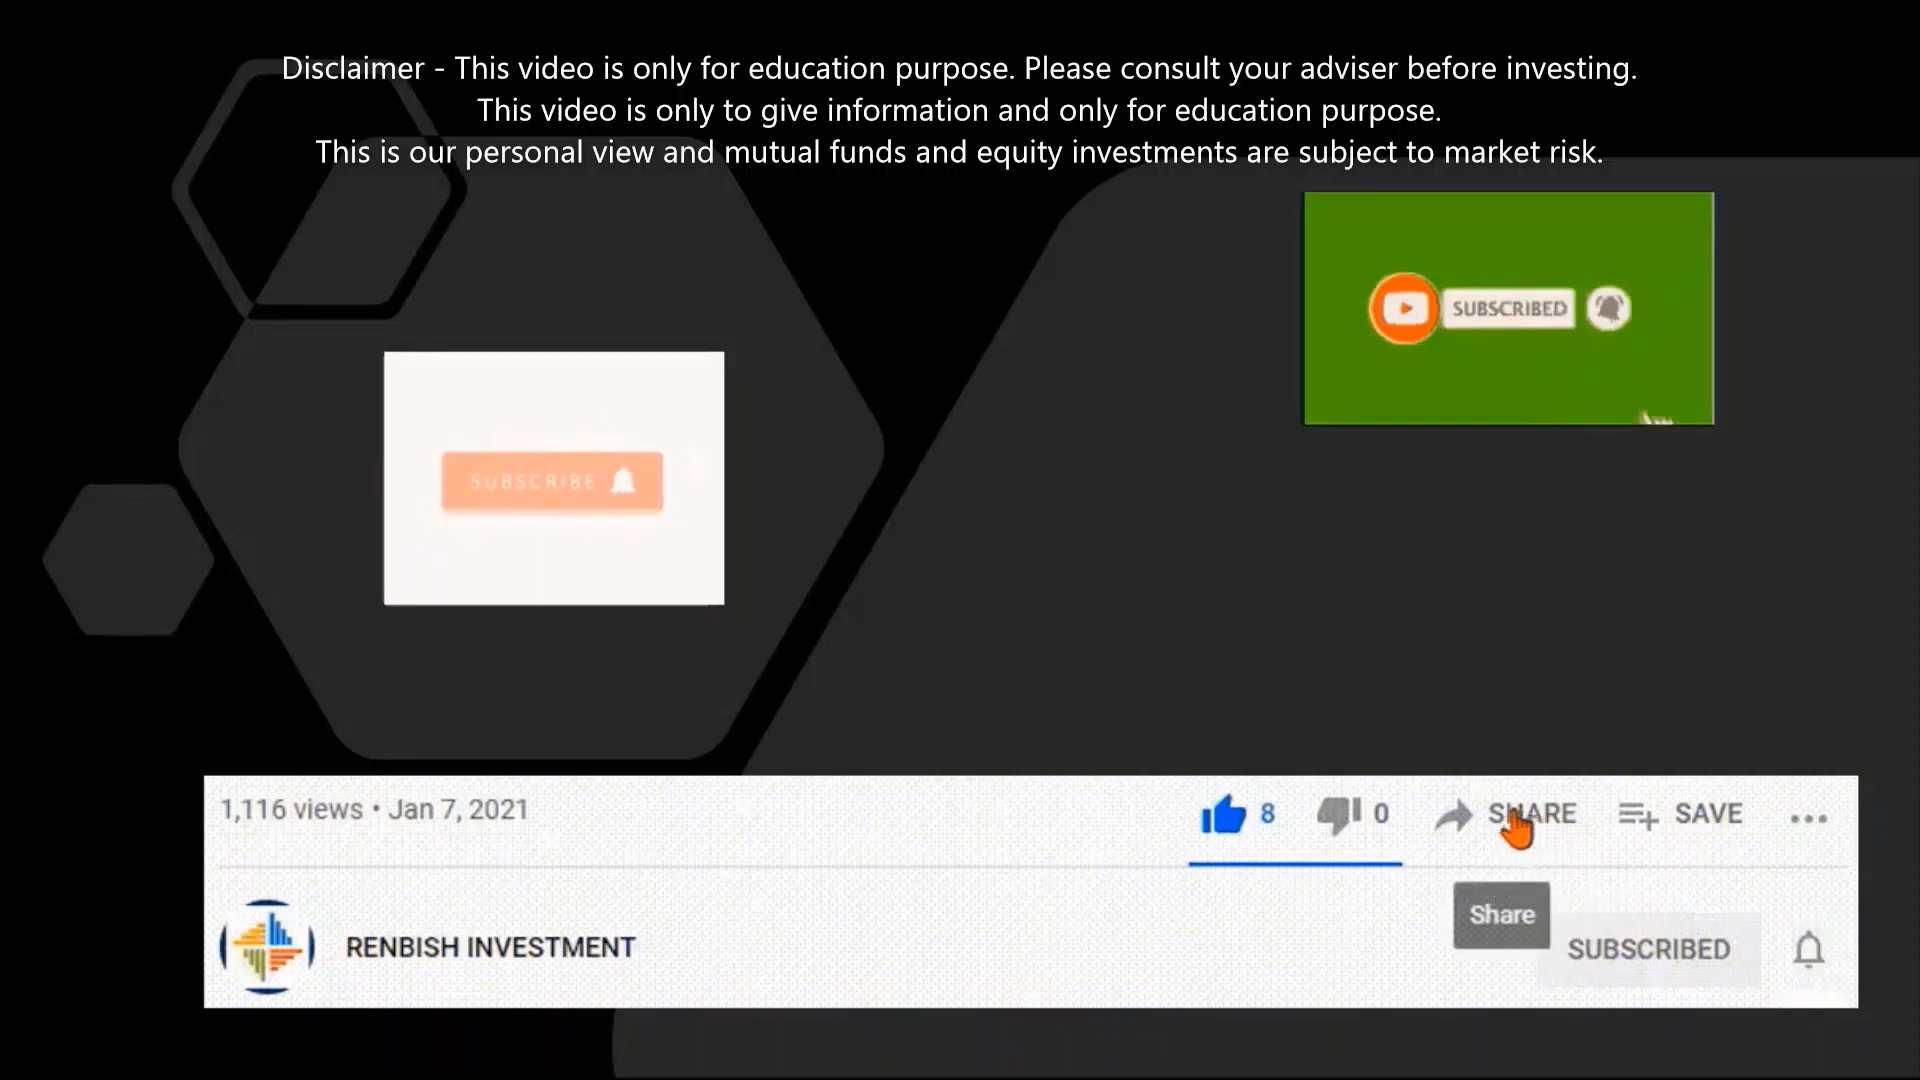 Disclaimer - This video is only for education purpose. Please consult your adviser before investing.
This video is only to give information and only for education purpose.
This is our personal view and mutual funds and equity investments are subject to market risk.
SUBSCRIBED
SUBSCRIBE
1,116 views • Jan 7, 2021
8 0 SHARE SAVE
Share
RENBISH INVESTMENT
SUBSCRIBED